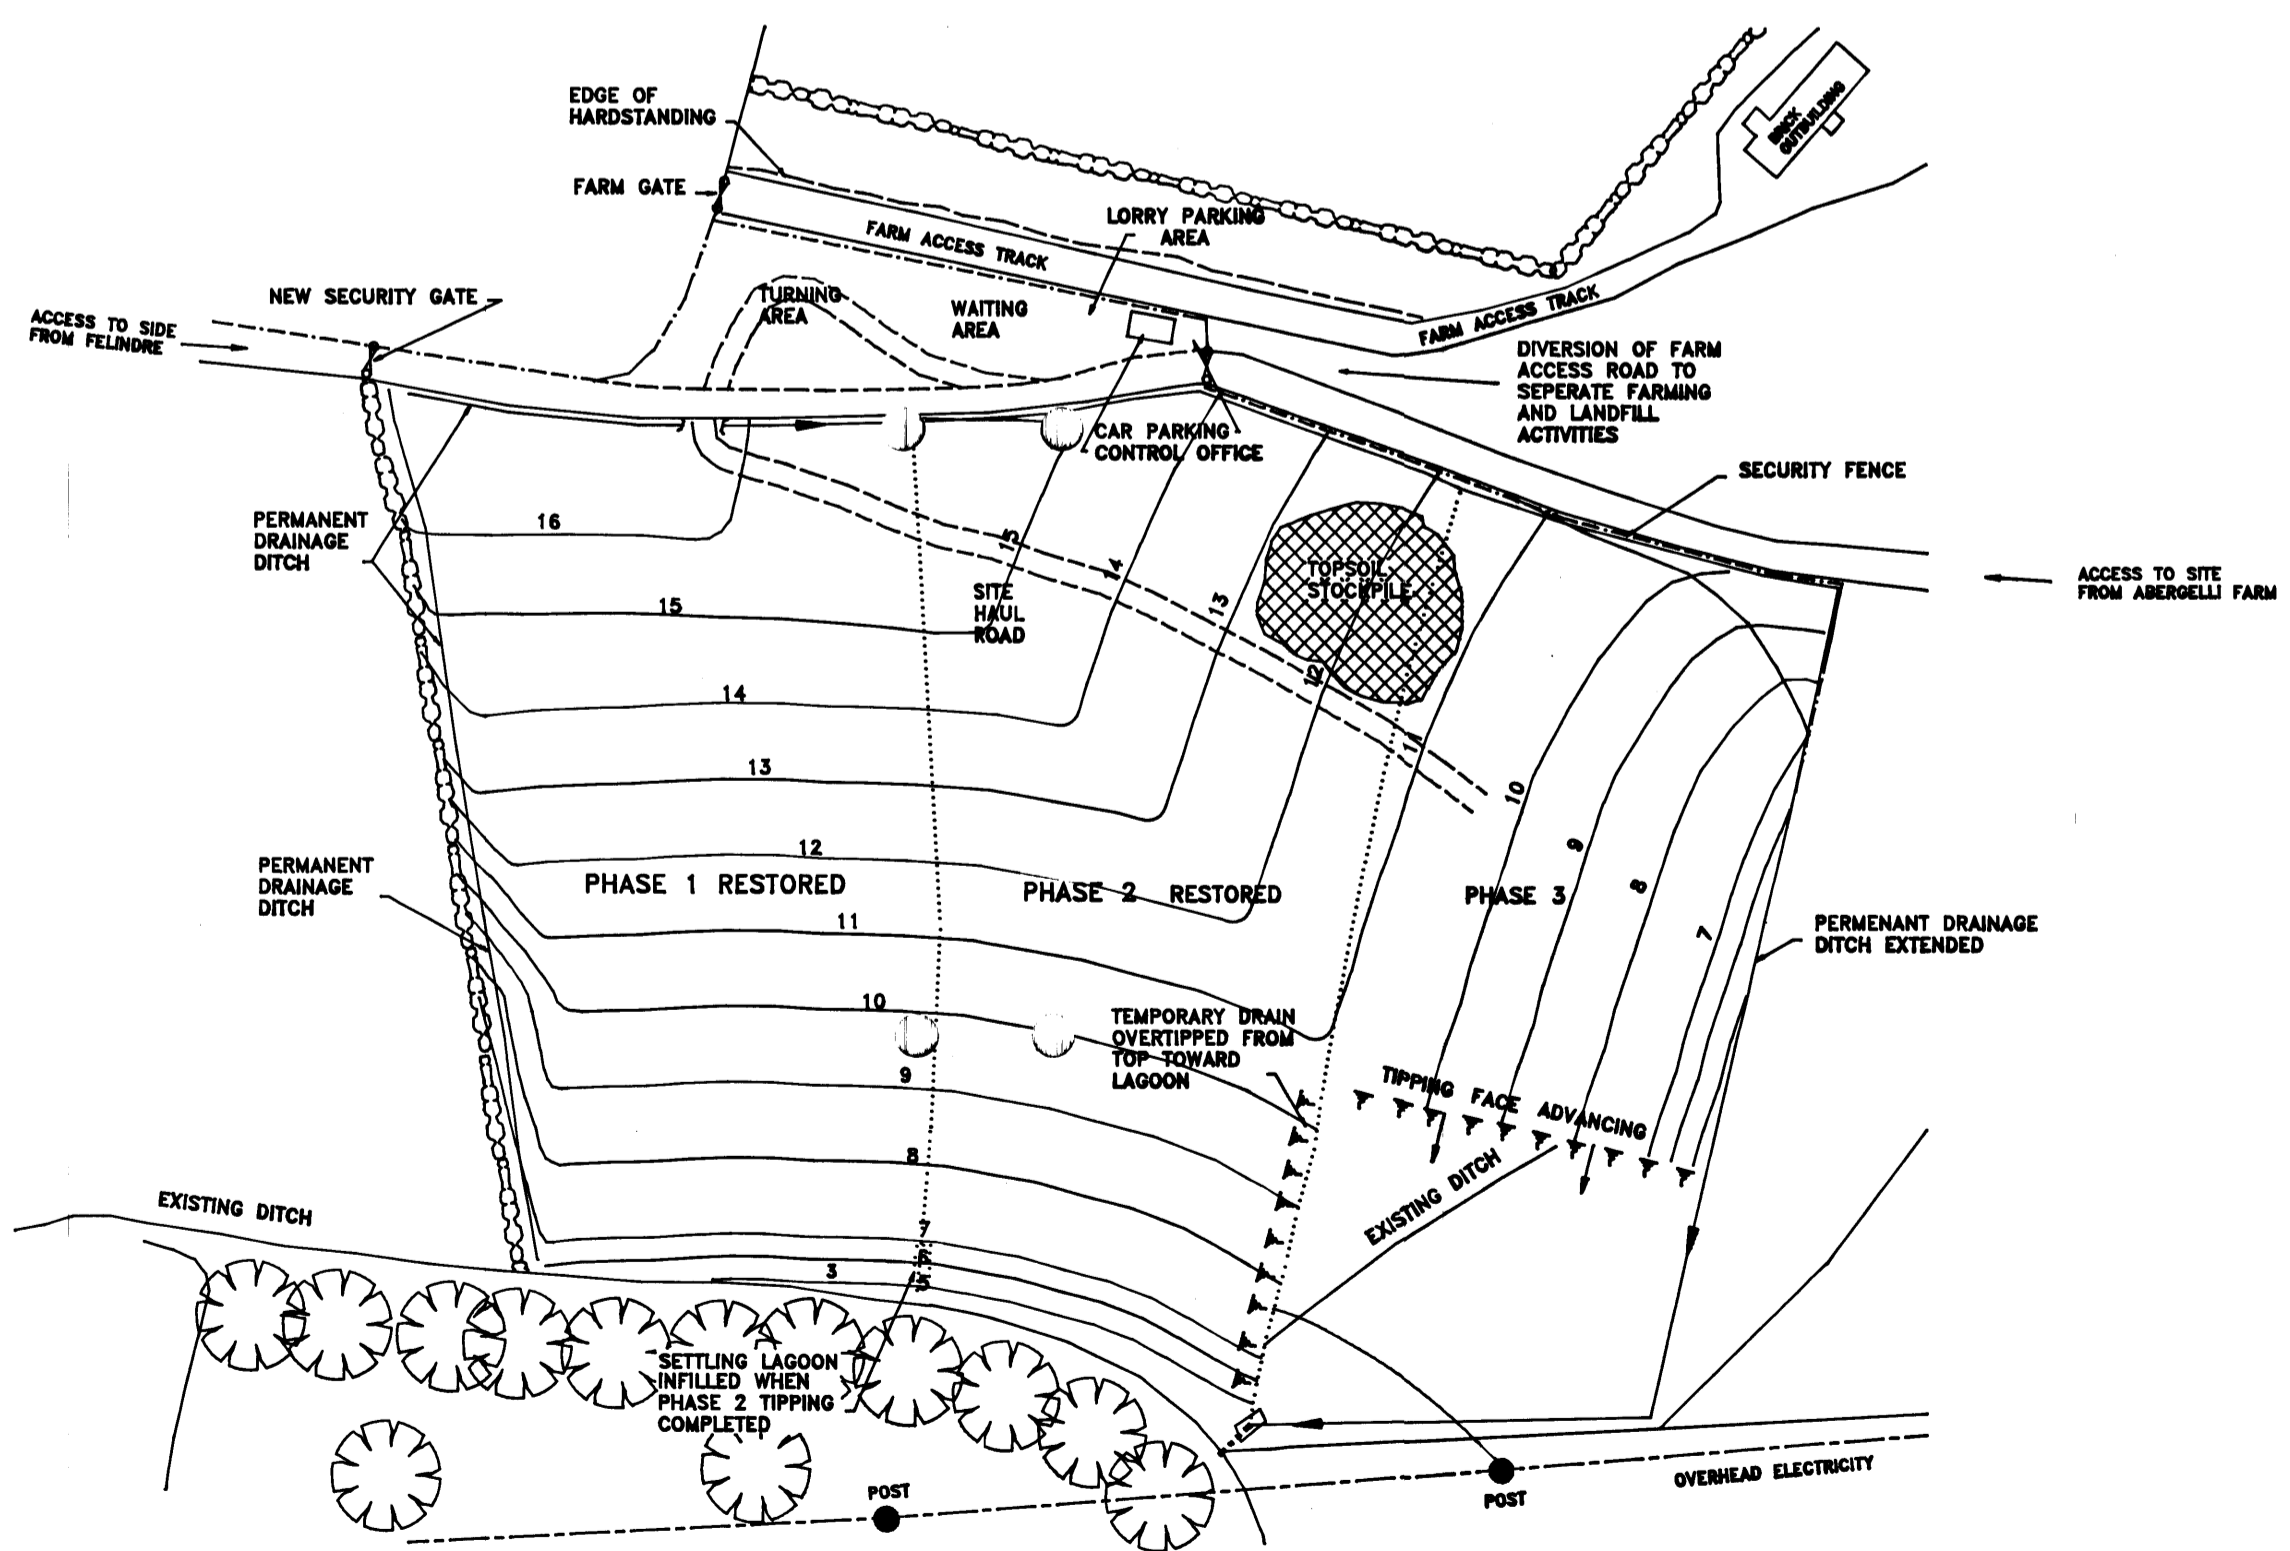 EDGE OF
HARDSTANDING
FARM GATE
LORRY PARKING
AREA
FARM ACCESS TRACK
BRICK
OUTBUILDING
NEW SECURITY GATE
TURNING
AREA
WAITING
AREA
FARM ACCESS TRACK
ACCESS TO SIDE
FROM FELINDRE
DIVERSION OF FARM
ACCESS ROAD TO
SEPERATE FARMING
AND LANDFILL
ACTIVITIES
CAR PARKING
CONTROL OFFICE
SECURITY FENCE
PERMANENT
DRAINAGE
DITCH
16
15
14
13
TOPSOIL
STOCKPILE
ACCESS TO SITE
FROM ABERGELLI FARM
15
SITE
HAUL
ROAD
12
14
11
13
10
12
9
8
PERMANENT
DRAINAGE
DITCH
PHASE 1 RESTORED
PHASE 2 RESTORED
PHASE 3
11
7
PERMENANT DRAINAGE
DITCH EXTENDED
10
TEMPORARY DRAIN
OVERTIPPED FROM
TOP TOWARD
LAGOON
9
TIPPING FACE ADVANCING
8
EXISTING DITCH
EXISTING DITCH
7
6
3
5
SETTLING LAGOON
INFILLED WHEN
PHASE 2 TIPPING
COMPLETED
POST
POST
OVERHEAD ELECTRICITY